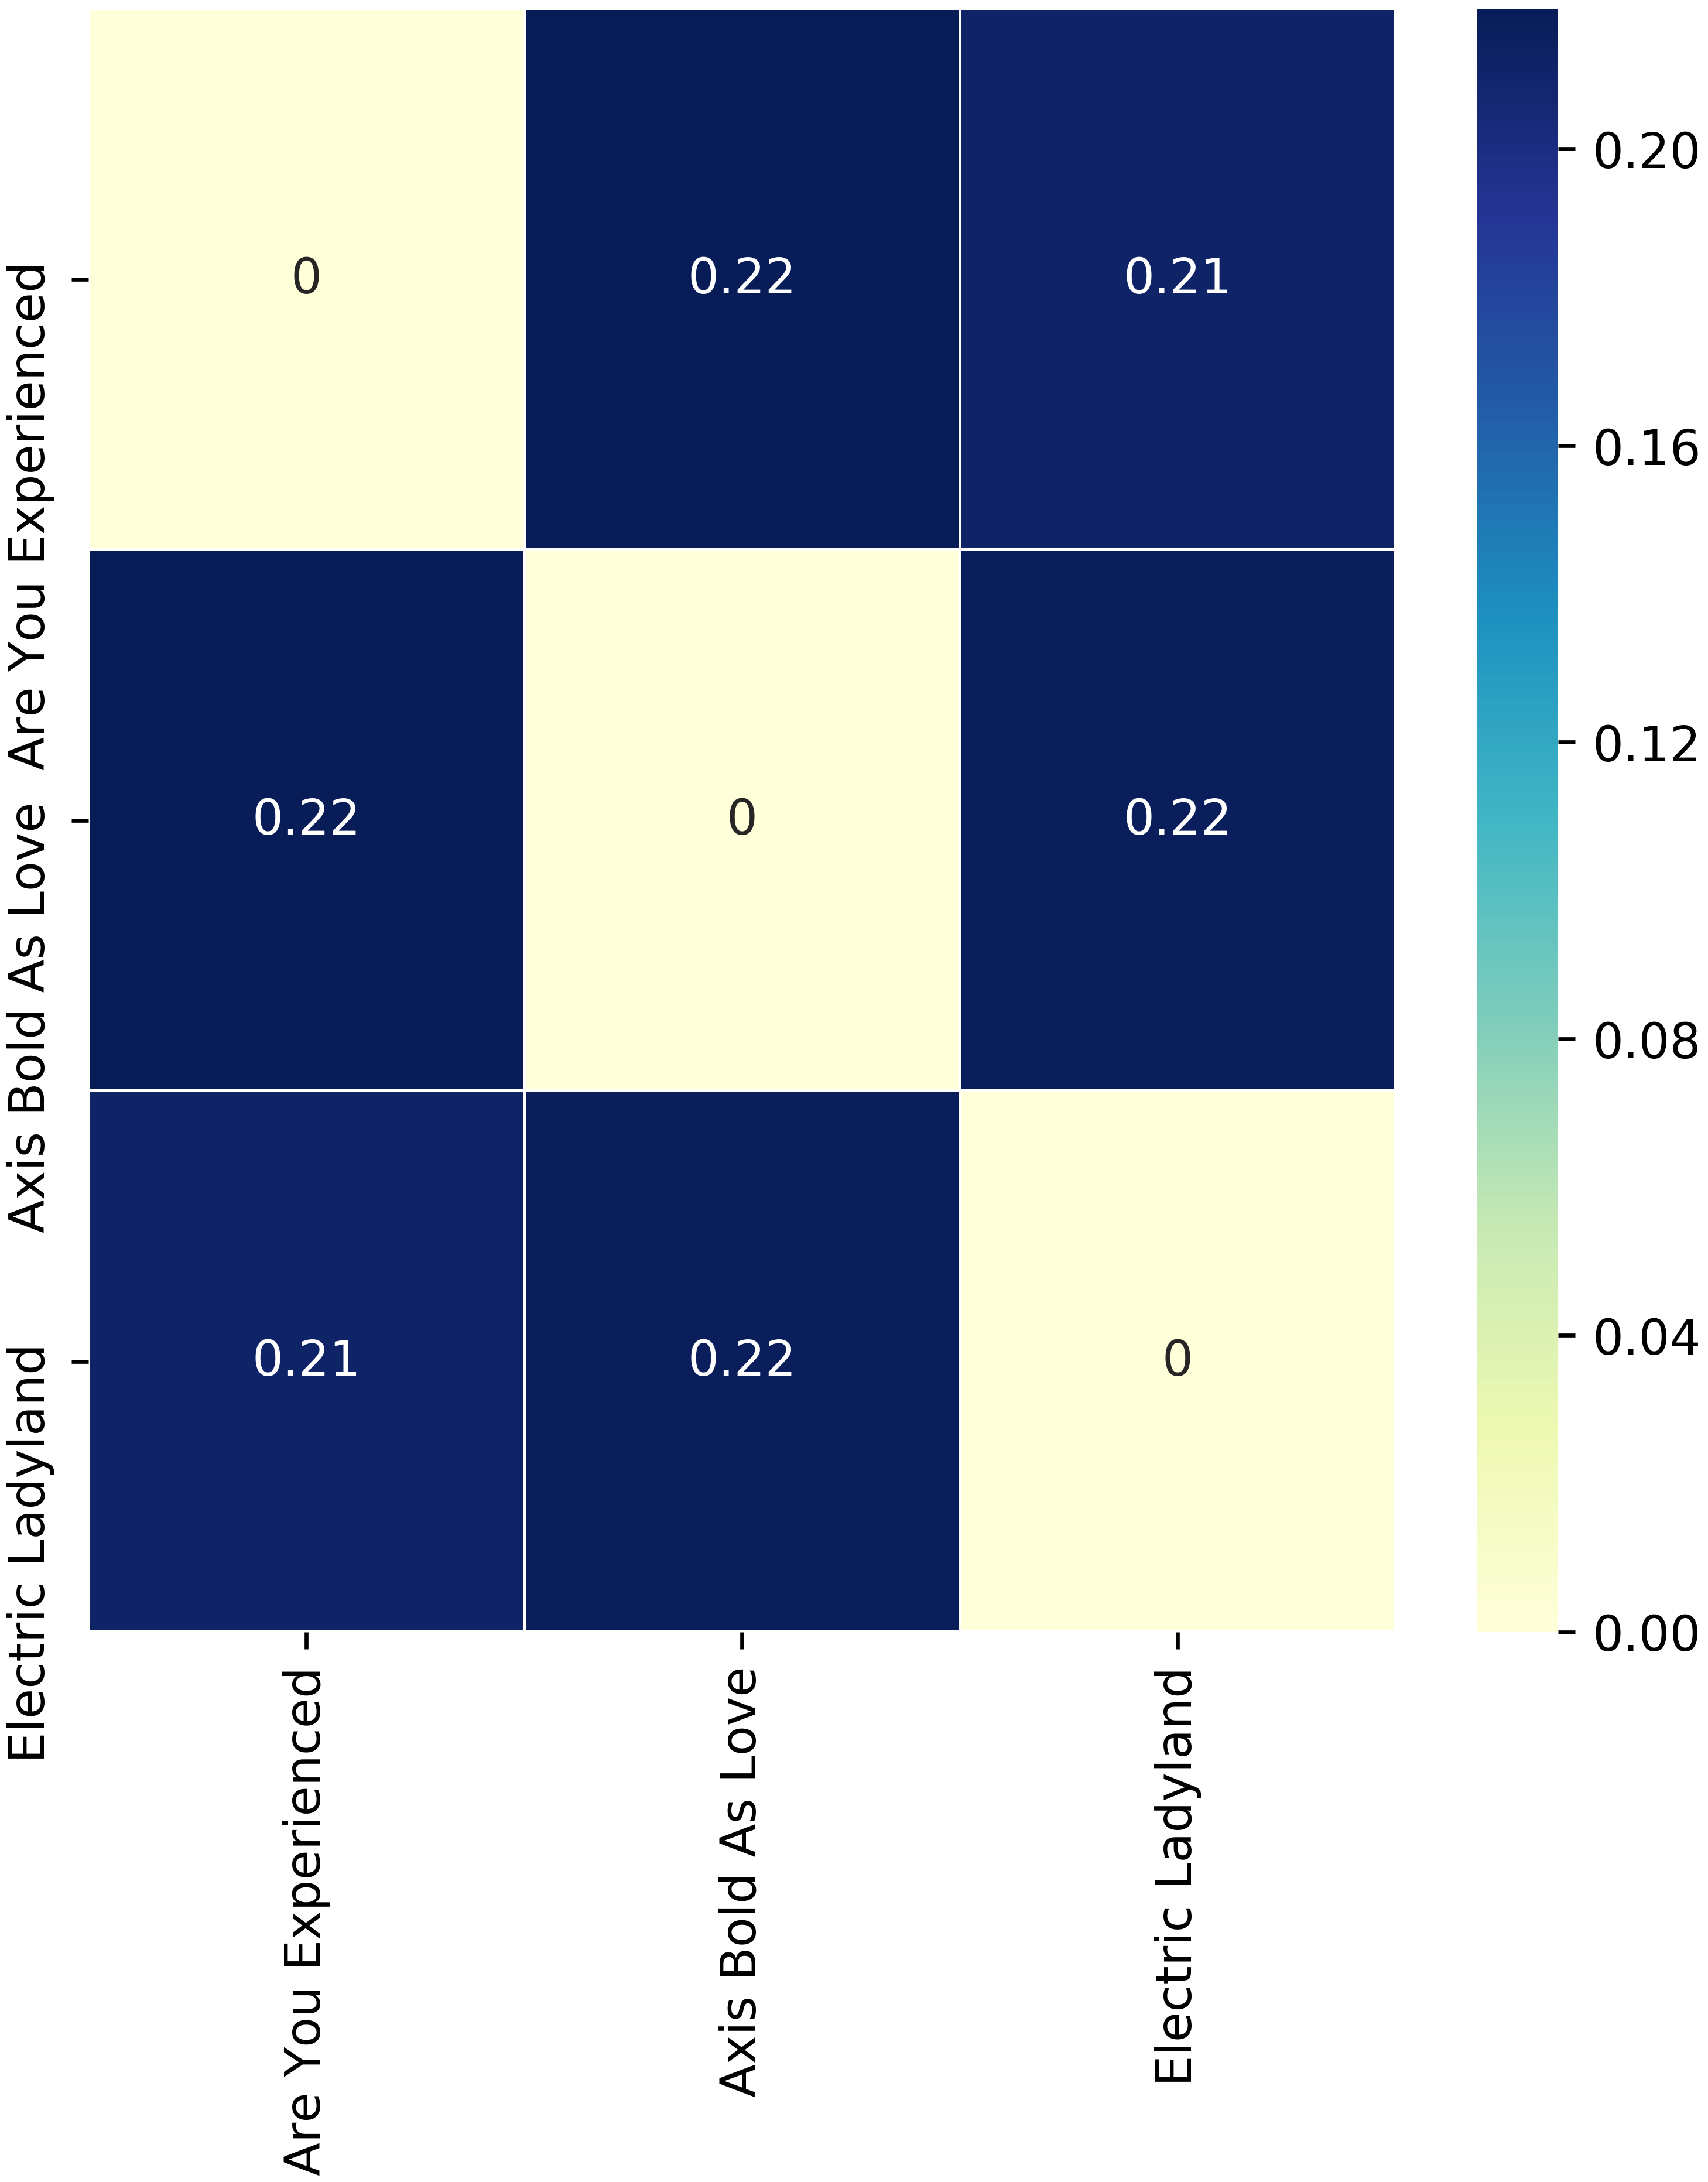 Are You Experienced
0
0.22
0.21
Axis Bold As Love
0.22
0
0.22
Electric Ladyland
0.21
0.22
0
Are You Experienced
Axis Bold As Love
Electric Ladyland
0.20
0.16
0.12
0.08
0.04
0.00